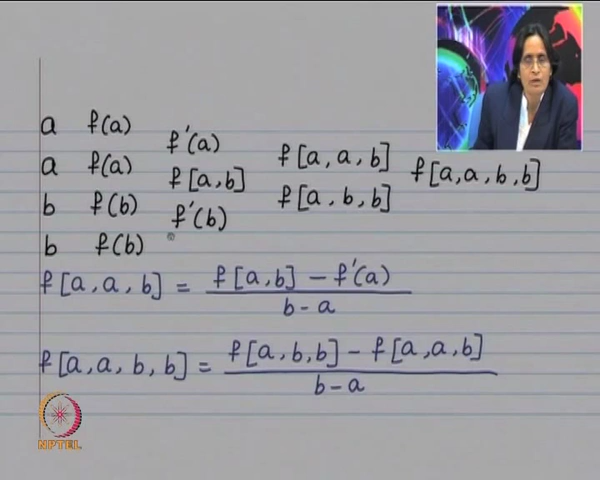 a f(a)
f'(a)
a f(a) f[a, a, b]
f[a,b] f[a,a,b,b]
b f(b) f[a, b, b]
f'(b)
b f(b)
f[a, a, b] = f[a,b] - f'(a) / b-a
f[a, a, b, b] = f[a,b,b] - f[a,a,b] / b-a
NPTEL